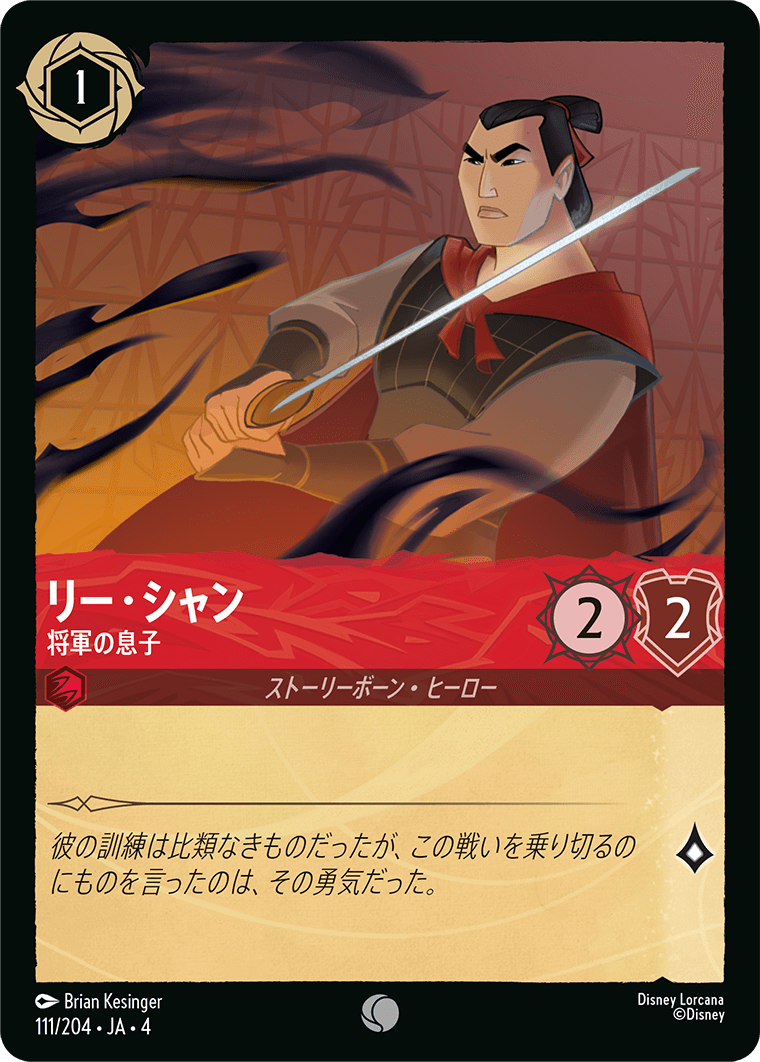 1
リー・シャン
将軍の息子
2
2
ストーリーボーン・ヒーロー
彼の訓練は比類なきものだったが、この戦いを乗り切るの
にものを言ったのは、その勇気だった。
Brian Kesinger
111/204 • JA • 4
Disney Lorcana
©Disney